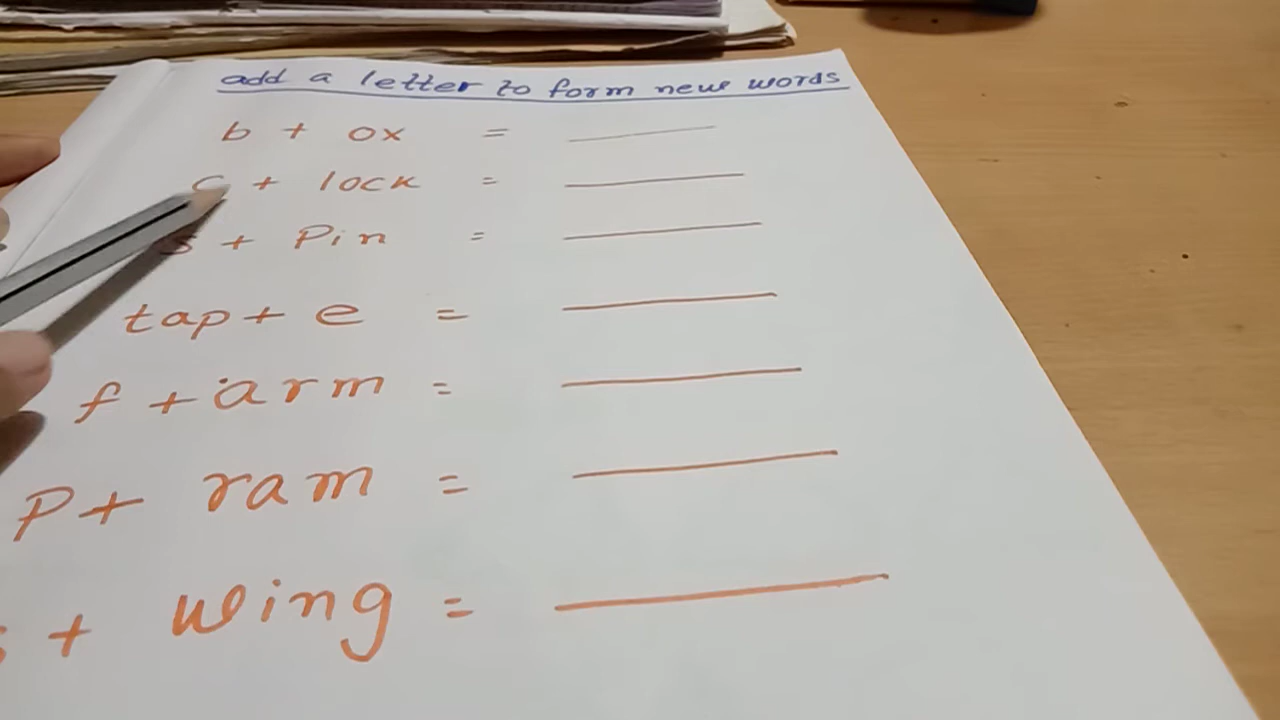 add a letter to form new words
b + ox =
c + lock =
s + Pin =
tap + e =
f + arm =
P + ram =
s + wing =